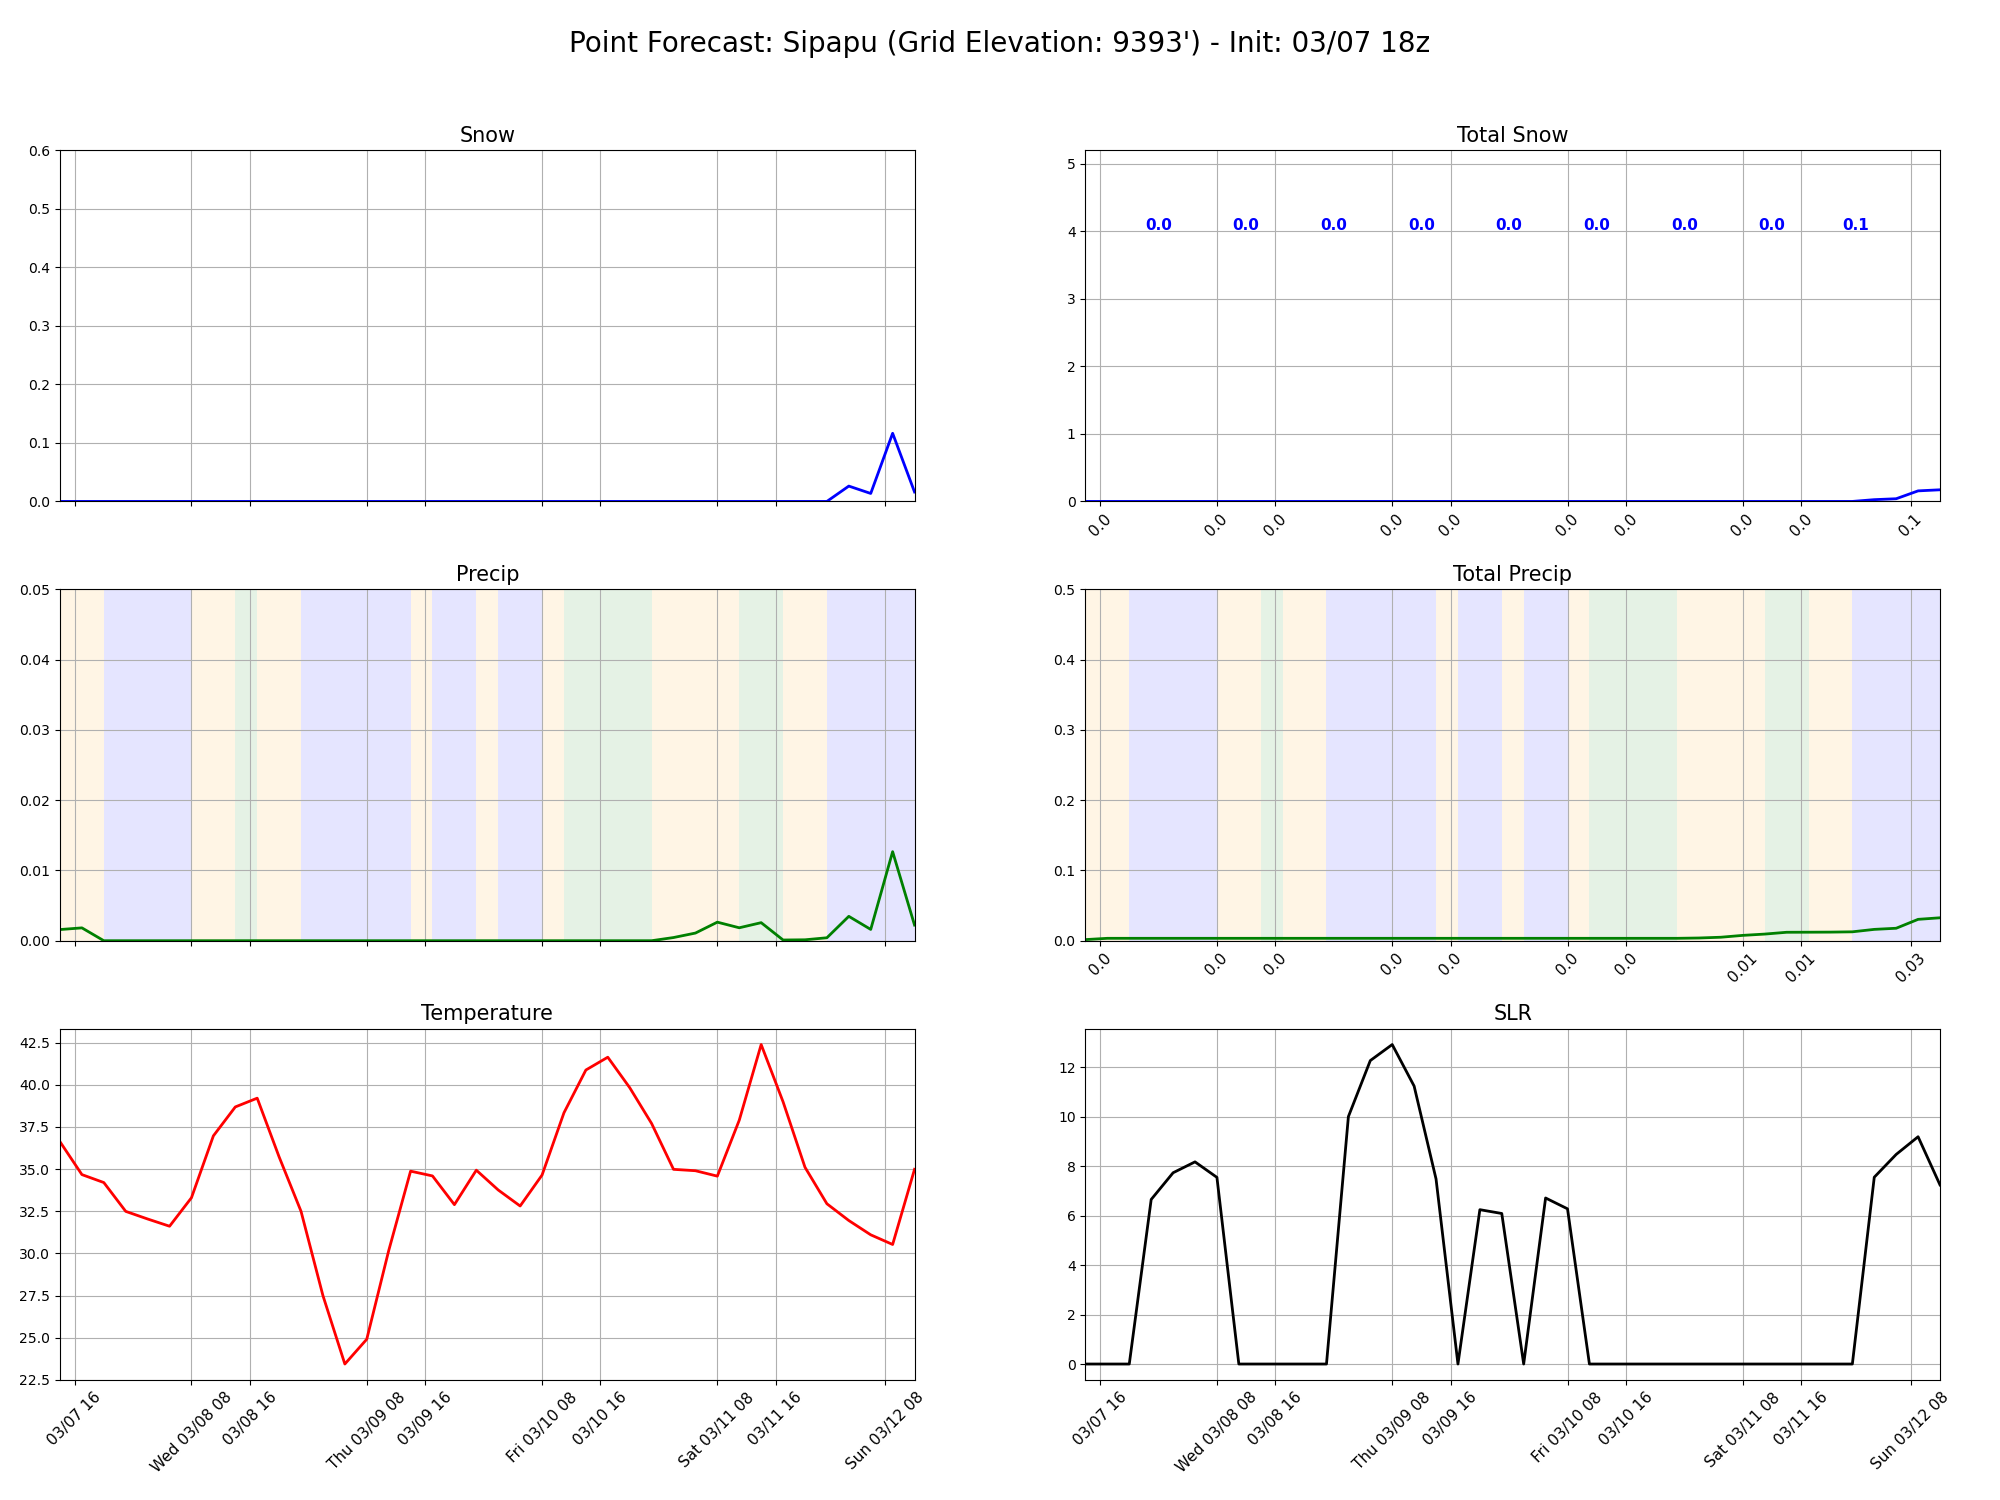 Point Forecast: Sipapu (Grid Elevation: 9393') - Init: 03/07 18z
Snow
0.6
0.5
0.4
0.3
0.2
0.1
0.0
Total Snow
5
4
3
2
1
0
0.0 0.0 0.0 0.0 0.0 0.0 0.0 0.0 0.1
0.0 0.0 0.0 0.0 0.0 0.0 0.0 0.0 0.0 0.1
Precip
0.05
0.04
0.03
0.02
0.01
0.00
Total Precip
0.5
0.4
0.3
0.2
0.1
0.0
0.0 0.0 0.0 0.0 0.0 0.0 0.0 0.01 0.01 0.03
Temperature
42.5
40.0
37.5
35.0
32.5
30.0
27.5
25.0
22.5
03/07 16
Wed 03/08 08
03/08 16
Thu 03/09 08
03/09 16
Fri 03/10 08
03/10 16
Sat 03/11 08
03/11 16
Sun 03/12 08
SLR
12
10
8
6
4
2
0
03/07 16
Wed 03/08 08
03/08 16
Thu 03/09 08
03/09 16
Fri 03/10 08
03/10 16
Sat 03/11 08
03/11 16
Sun 03/12 08